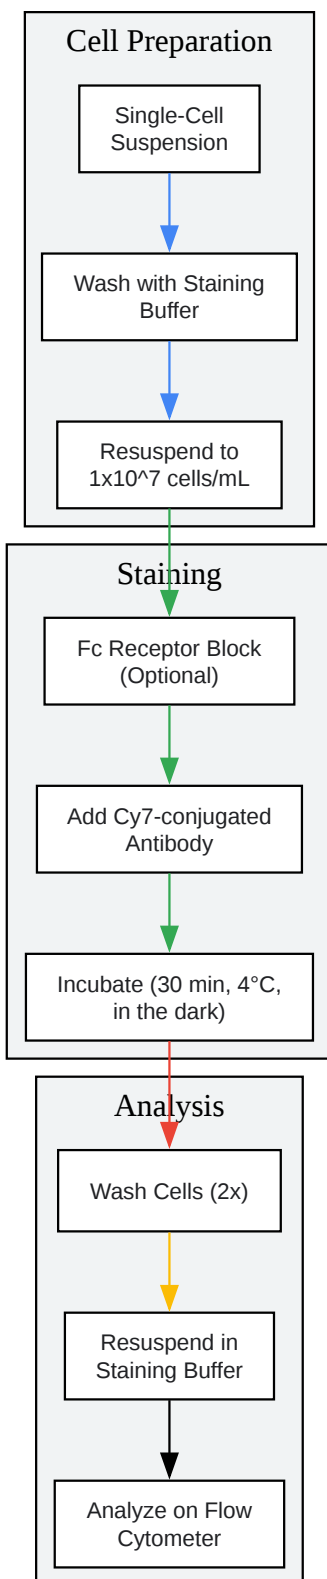 Cell Preparation
Single-Cell
Suspension
Wash with Staining
Buffer
Resuspend to
1x10^7 cells/mL
Staining
Fc Receptor Block
(Optional)
Add Cy7-conjugated
Antibody
Incubate (30 min, 4°C,
in the dark)
Analysis
Wash Cells (2x)
Resuspend in
Staining Buffer
Analyze on Flow
Cytometer